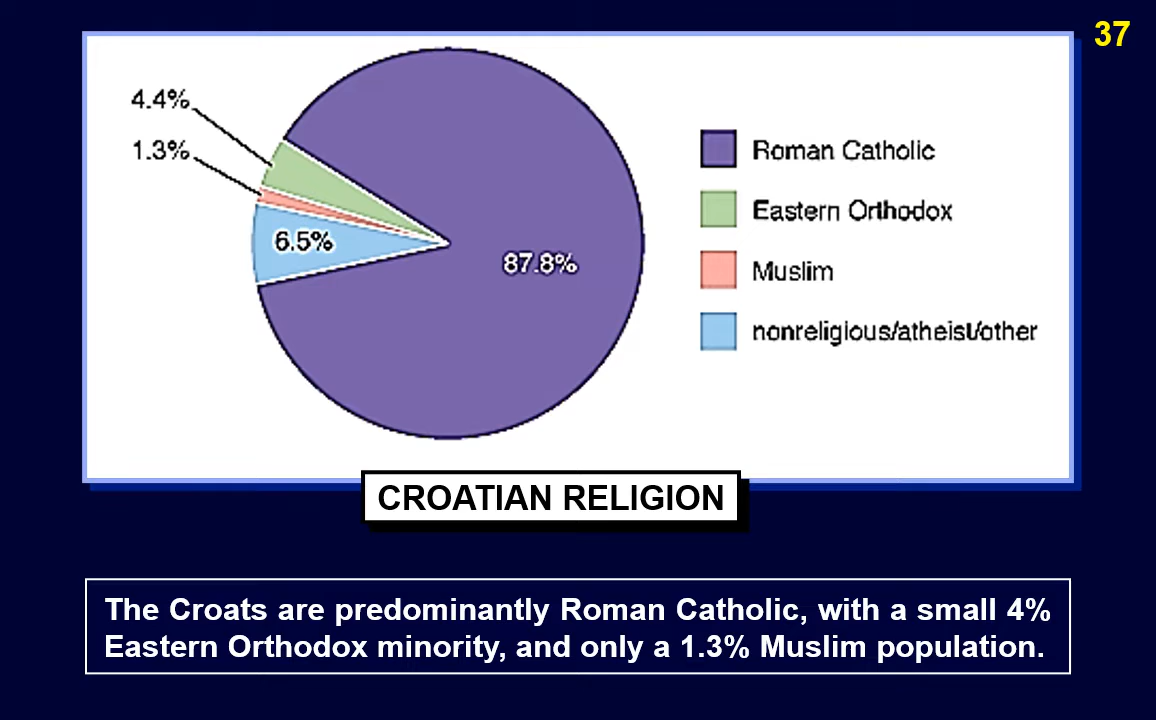 37
4.4%
1.3%
6.5%
87.8%
Roman Catholic
Eastern Orthodox
Muslim
nonreligious/atheist/other
CROATIAN RELIGION
The Croats are predominantly Roman Catholic, with a small 4%
Eastern Orthodox minority, and only a 1.3% Muslim population.